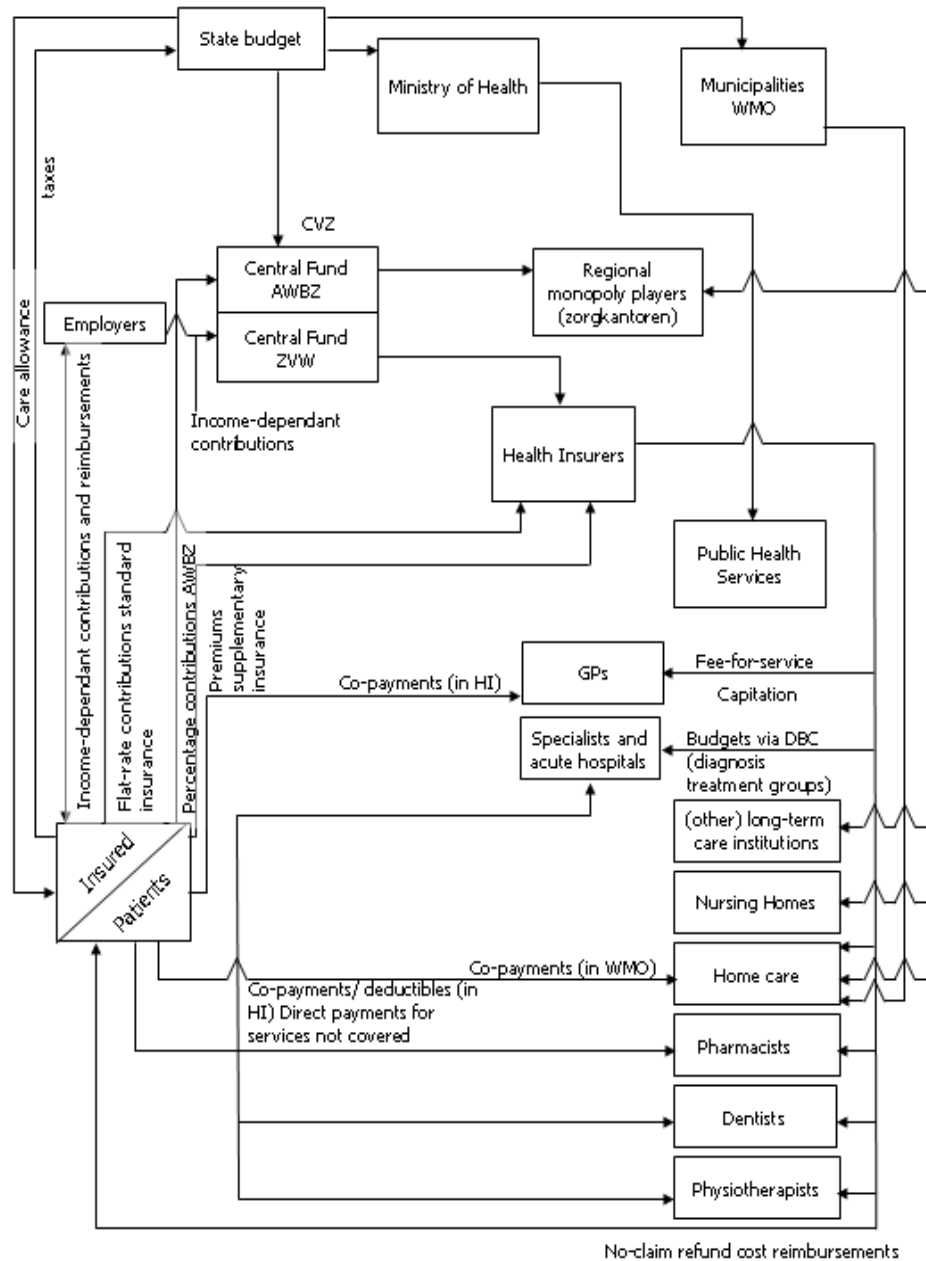 State budget
Ministry of Health
Municipalities
WMO
taxes
Care allowance
CVZ
Central Fund
AWBZ
Central Fund
ZVW
Regional
monopoly players
(zorgkantoren)
Employers
Income-dependant
contributions
Health Insurers
Income-dependant contributions and reimbursements
Flat-rate contributions standard
insurance
Percentage contributions AWBZ
Premiums
supplementary
insurance
Public Health
Services
Co-payments (in HI)
GPs
Fee-for-service
Capitation
Specialists and
acute hospitals
Budgets via DBC
(diagnosis
treatment groups)
(other) long-term
care institutions
Insured
Patients
Nursing Homes
Co-payments (in WMO)
Home care
Co-payments/ deductibles (in
HI) Direct payments for
services not covered
Pharmacists
Dentists
Physiotherapists
No-claim refund cost reimbursements